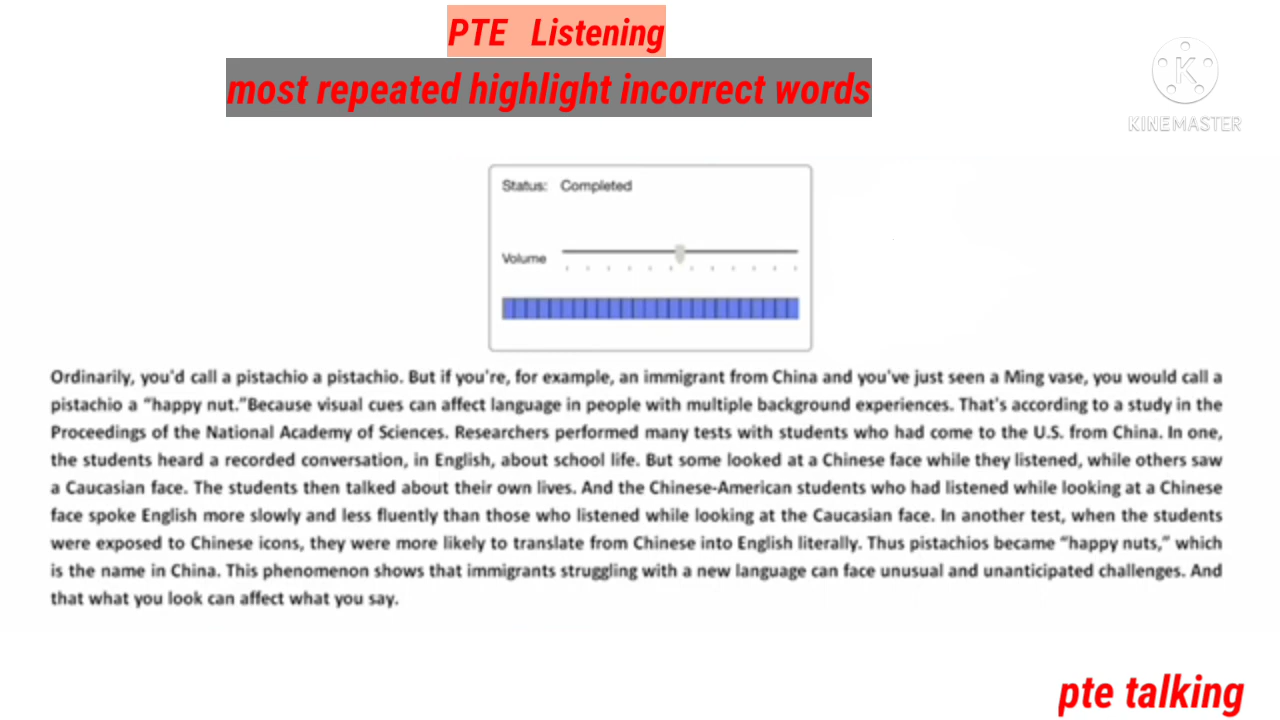 PTE Listening
most repeated highlight incorrect words
K
KINEMASTER
Status: Completed
Volume
Ordinarily, you'd call a pistachio a pistachio. But if you're, for example, an immigrant from China and you've just seen a Ming vase, you would call a
pistachio a “happy nut.”Because visual cues can affect language in people with multiple background experiences. That's according to a study in the
Proceedings of the National Academy of Sciences. Researchers performed many tests with students who had come to the U.S. from China. In one,
the students heard a recorded conversation, in English, about school life. But some looked at a Chinese face while they listened, while others saw
a Caucasian face. The students then talked about their own lives. And the Chinese-American students who had listened while looking at a Chinese
face spoke English more slowly and less fluently than those who listened while looking at the Caucasian face. In another test, when the students
were exposed to Chinese icons, they were more likely to translate from Chinese into English literally. Thus pistachios became “happy nuts,” which
is the name in China. This phenomenon shows that immigrants struggling with a new language can face unusual and unanticipated challenges. And
that what you look can affect what you say.
pte talking